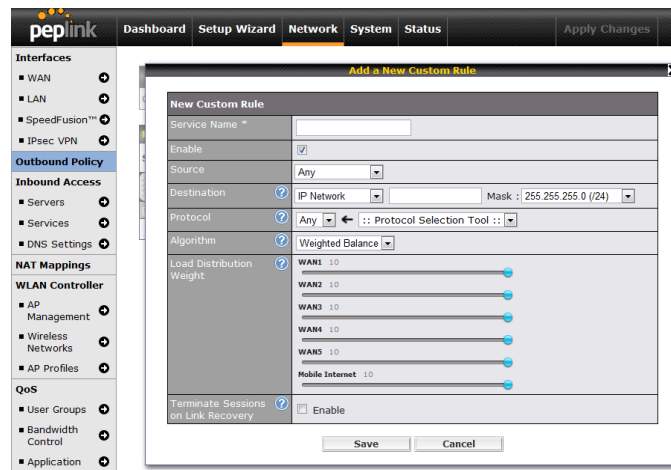 peplink
Dashboard Setup Wizard Network System Status Apply Changes
Interfaces
WAN
LAN
SpeedFusion™
IPsec VPN
Outbound Policy
Inbound Access
Servers
Services
DNS Settings
NAT Mappings
WLAN Controller
AP
Management
Wireless
Networks
AP Profiles
QoS
User Groups
Bandwidth
Control
Application
Add a New Custom Rule
New Custom Rule
Service Name *
Enable
Source Any
Destination ? IP Network Mask : 255.255.255.0 (/24)
Protocol ? Any :: Protocol Selection Tool ::
Algorithm ? Weighted Balance
Load Distribution ?
Weight
WAN1 10
WAN2 10
WAN3 10
WAN4 10
WAN5 10
Mobile Internet 10
Terminate Sessions ?
on Link Recovery
Enable
Save Cancel